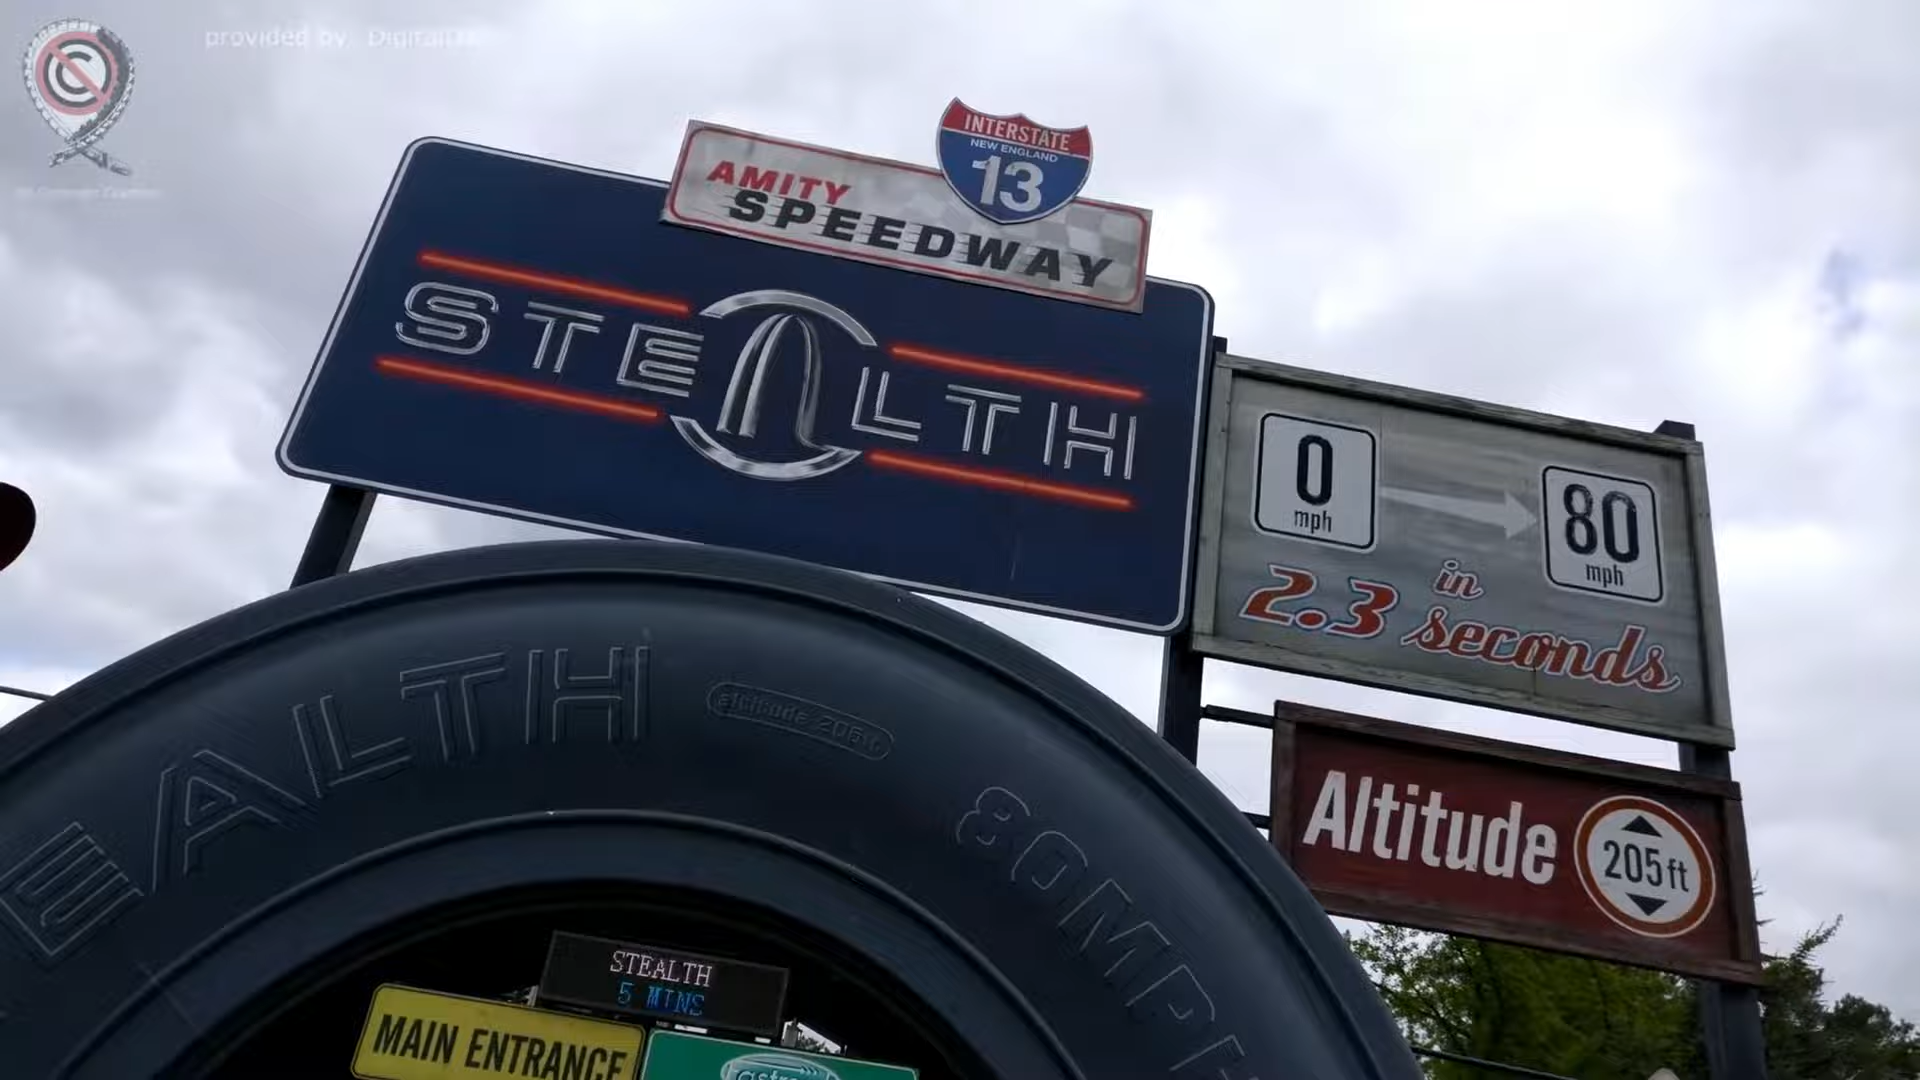 provided by
INTERSTATE
NEW ENGLAND
13
AMITY
SPEEDWAY
STEALTH
0
mph
80
mph
in
2.3 seconds
Altitude 205ft
EALTH
altitude 205ft
80MPH
STEALTH
5 MINS
MAIN ENTRANCE